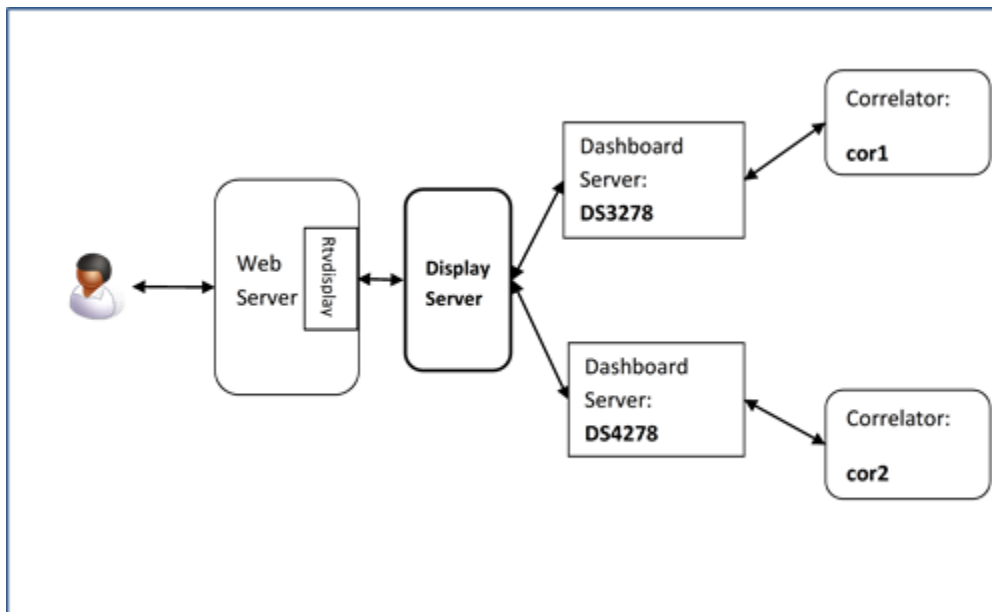 Web
Server
Rtvdisplay
Display
Server
Dashboard
Server:
DS3278
Correlator:
cor1
Dashboard
Server:
DS4278
Correlator:
cor2